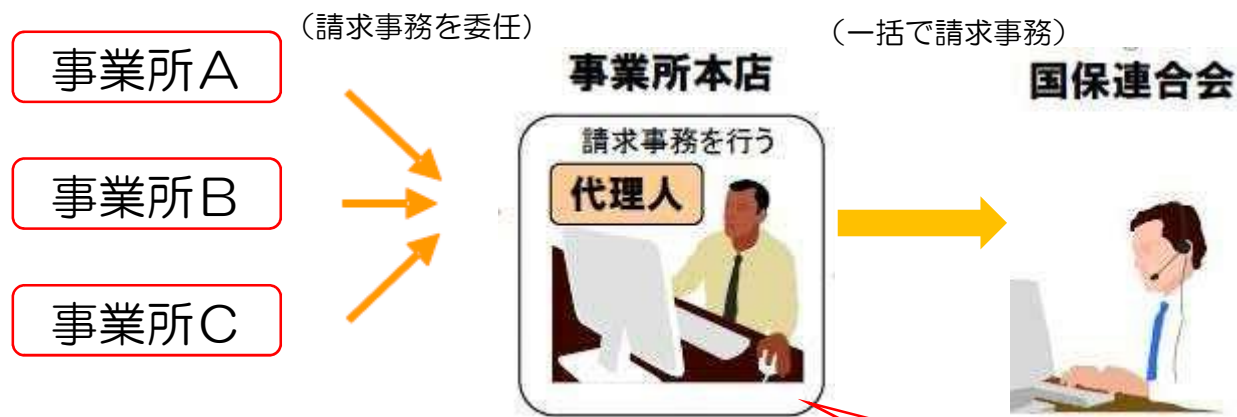 （請求事務を委任）
（一括で請求事務）
事業所A
事業所B
事業所C
事業所本店
請求事務を行う
代理人
国保連合会